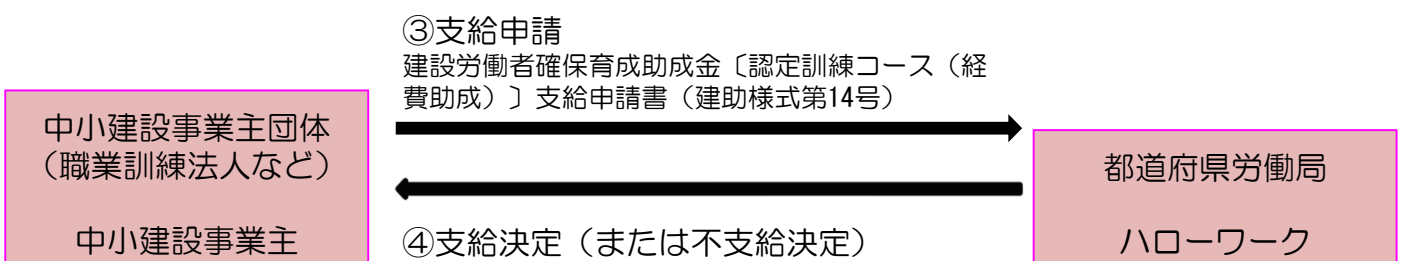 ③支給申請
建設労働者確保育成助成金〔認定訓練コース（経
費助成）〕支給申請書（建助様式第14号）
中小建設事業主団体
（職業訓練法人など）
中小建設事業主
都道府県労働局
ハローワーク
④支給決定（または不支給決定）